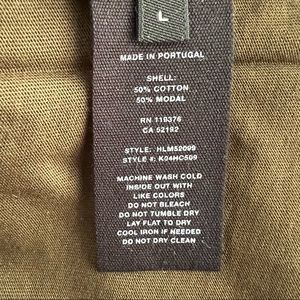 L
MADE IN PORTUGAL
SHELL:
50% COTTON
50% MODAL
RN 119376
CA 52192
STYLE: HLM52099
STYLE #: K04HC509
MACHINE WASH COLD
INSIDE OUT WITH
LIKE COLORS
DO NOT BLEACH
DO NOT TUMBLE DRY
LAY FLAT TO DRY
COOL IRON IF NEEDED
DO NOT DRY CLEAN